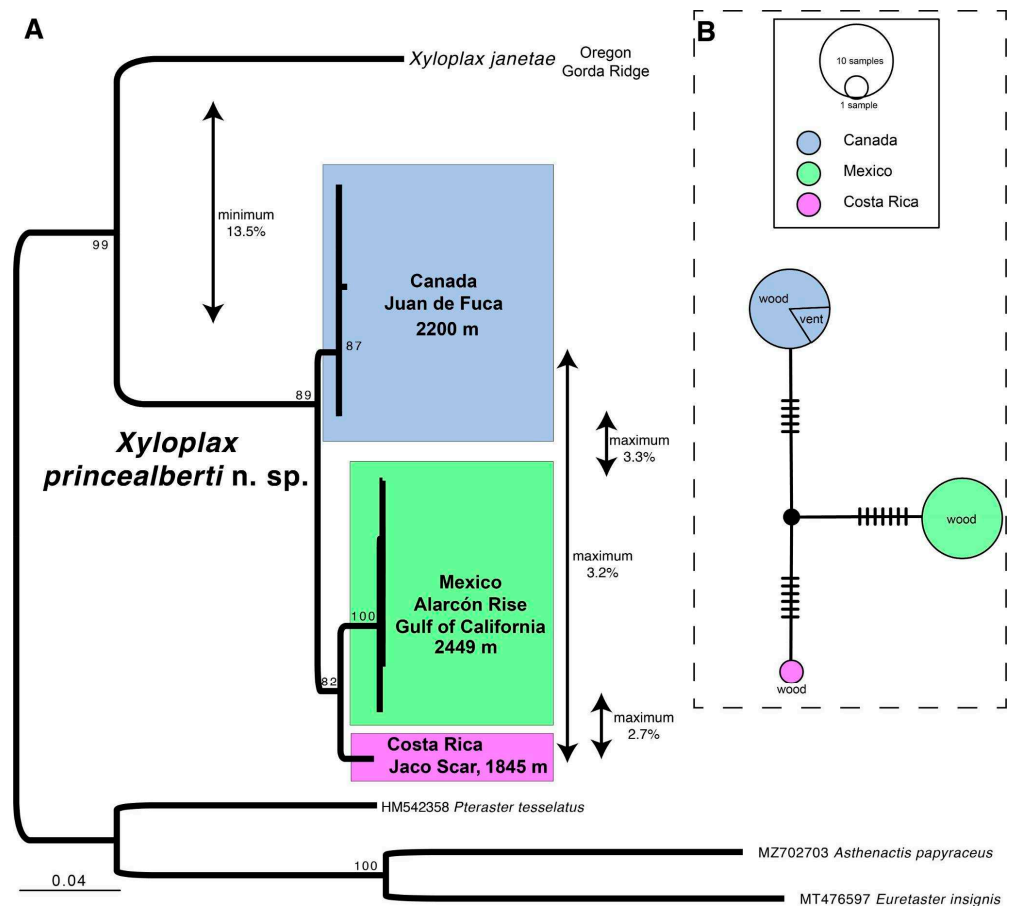 A
Xyloplax janetae
Oregon
Gorda Ridge
minimum
13.5%
99
Canada
Juan de Fuca
2200 m
87
89
Xyloplax
princealberti n. sp.
maximum
3.3%
maximum
3.2%
Mexico
Alarcón Rise
Gulf of California
2449 m
100
82
maximum
2.7%
Costa Rica
Jaco Scar, 1845 m
HM542358 Pteraster tesselatus
100
MZ702703 Asthenactis papyraceus
MT476597 Euretaster insignis
0.04
B
10 samples
1 sample
Canada
Mexico
Costa Rica
wood
vent
wood
wood